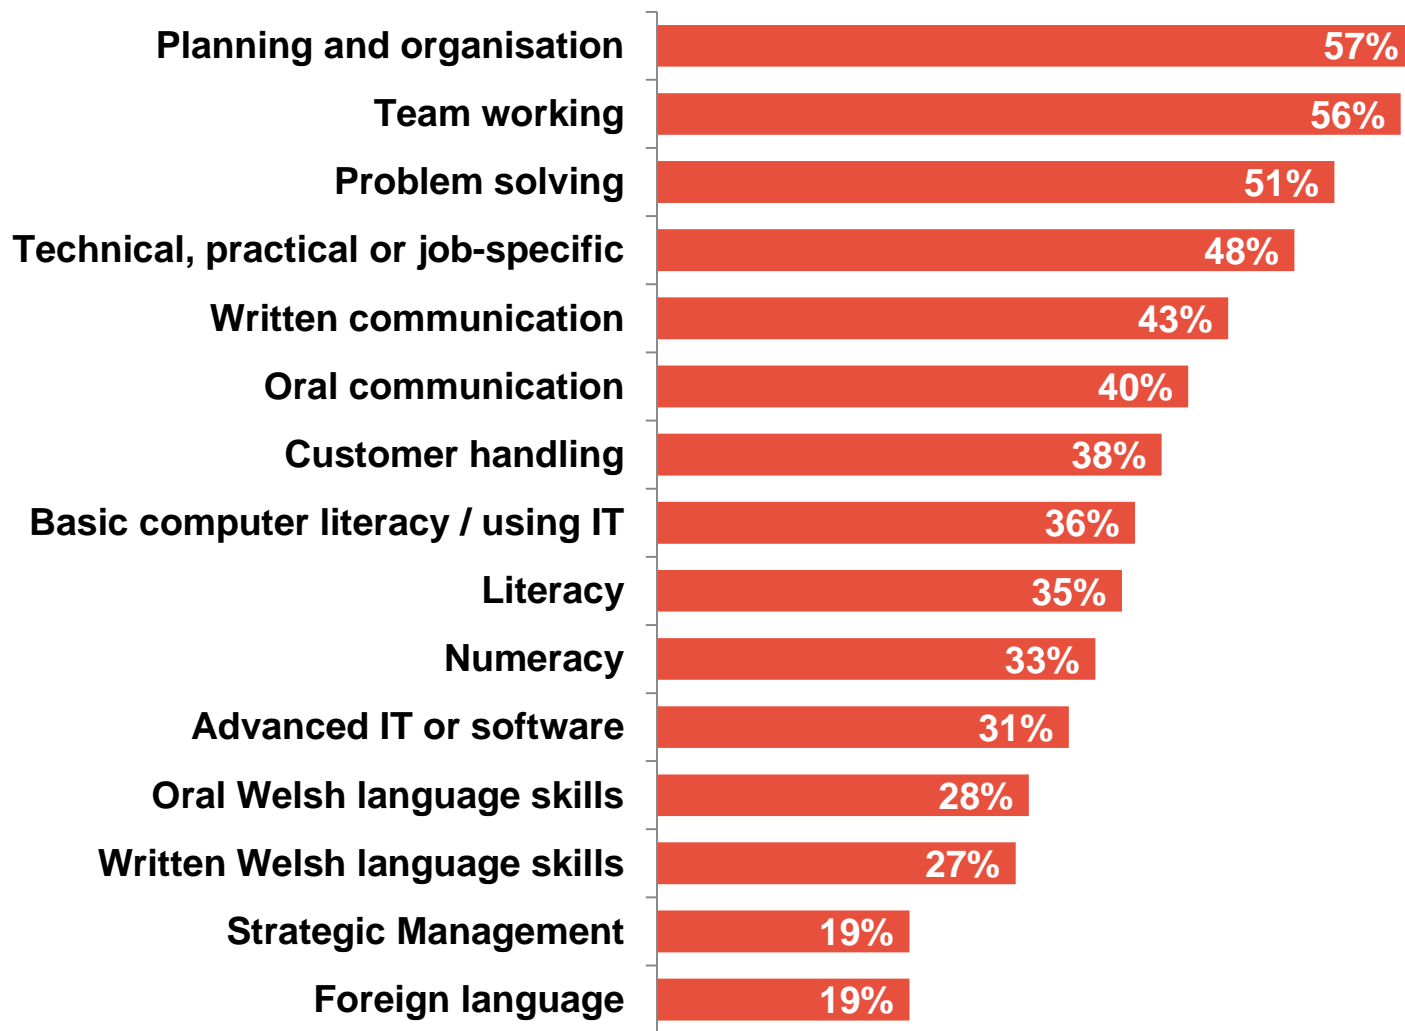 Planning and organisation 57%
Team working 56%
Problem solving 51%
Technical, practical or job-specific 48%
Written communication 43%
Oral communication 40%
Customer handling 38%
Basic computer literacy / using IT 36%
Literacy 35%
Numeracy 33%
Advanced IT or software 31%
Oral Welsh language skills 28%
Written Welsh language skills 27%
Strategic Management 19%
Foreign language 19%